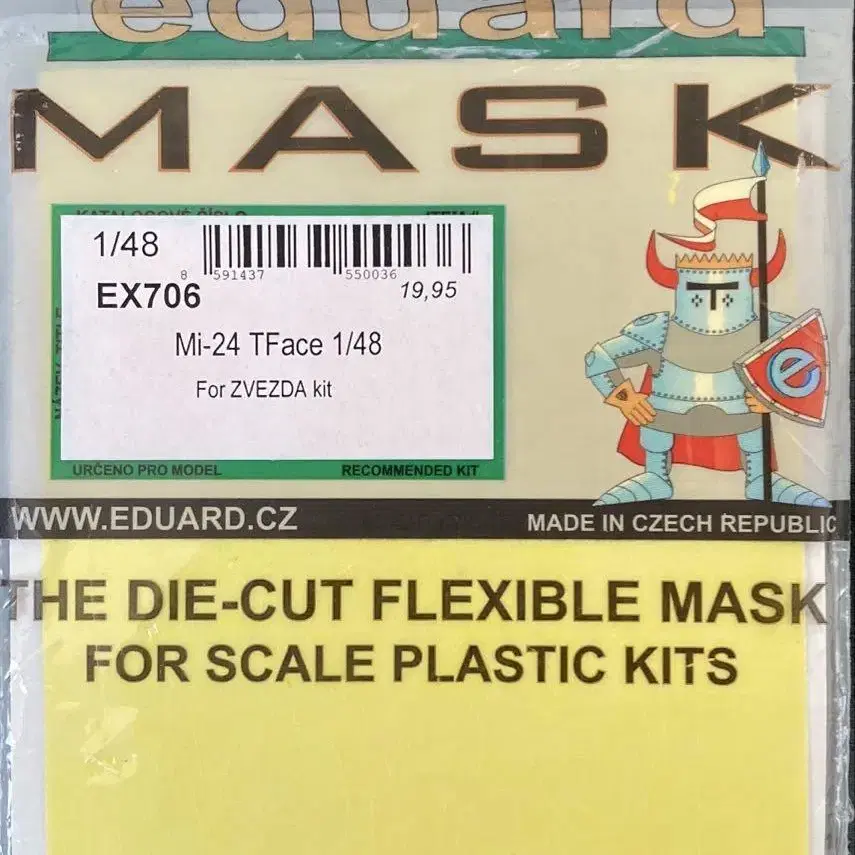 eduard
MASK
1/48
8 591437 550036
EX706
19,95
Mi-24 TFace 1/48
For ZVEZDA kit
URČENO PRO MODEL
RECOMMENDED KIT
WWW.EDUARD.CZ
MADE IN CZECH REPUBLIC
THE DIE-CUT FLEXIBLE MASK
FOR SCALE PLASTIC KITS